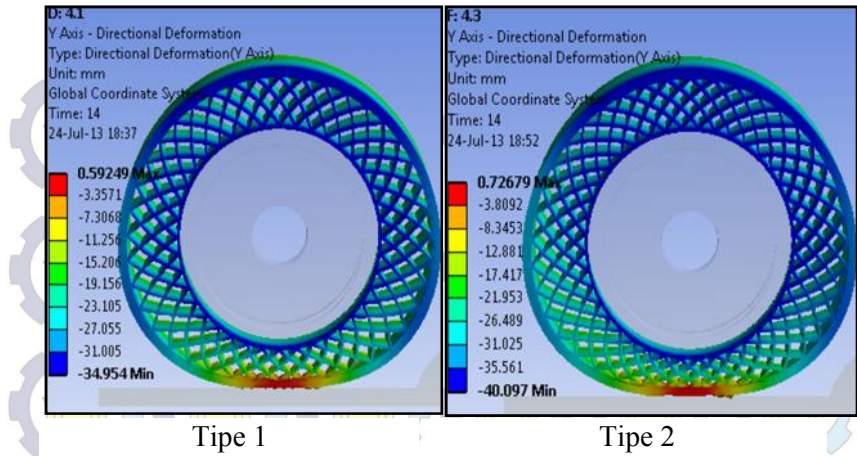 D: 4.1
Y Axis - Directional Deformation
Type: Directional Deformation(Y Axis)
Unit: mm
Global Coordinate System
Time: 14
24-Jul-13 18:37
0.59249 Max
-3.3571
-7.3068
-11.256
-15.206
-19.156
-23.105
-27.055
-31.005
-34.954 Min
Tipe 1
F: 4.3
Y Axis - Directional Deformation
Type: Directional Deformation(Y Axis)
Unit: mm
Global Coordinate System
Time: 14
24-Jul-13 18:52
0.72679 Max
-3.8092
-8.3453
-12.881
-17.417
-21.953
-26.489
-31.025
-35.561
-40.097 Min
Tipe 2